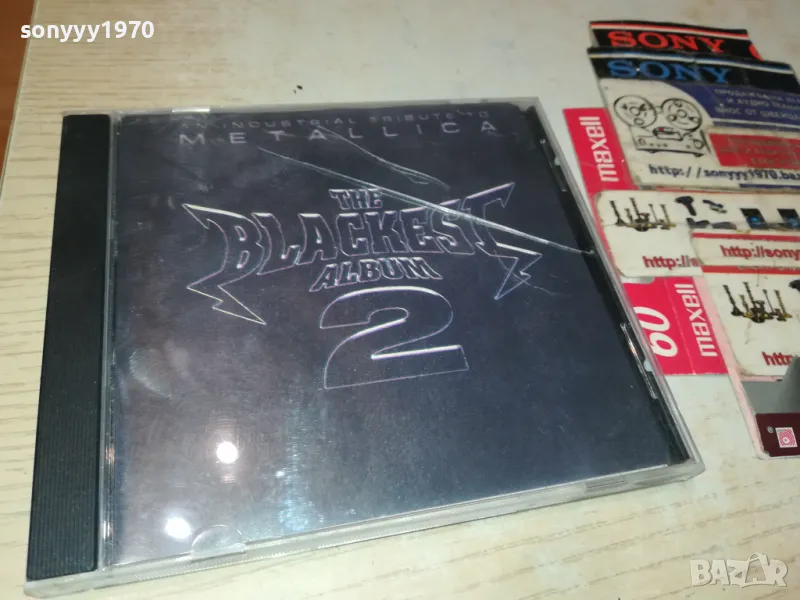 sonyyy1970
AN INDUSTRIAL TRIBUTE TO
METALLICA
THE
BLACKEST
ALBUM
2
SONY
SONY
http://sonyyy1970.ba
maxell
http://
http://sony
60
maxell
http
BAZAR